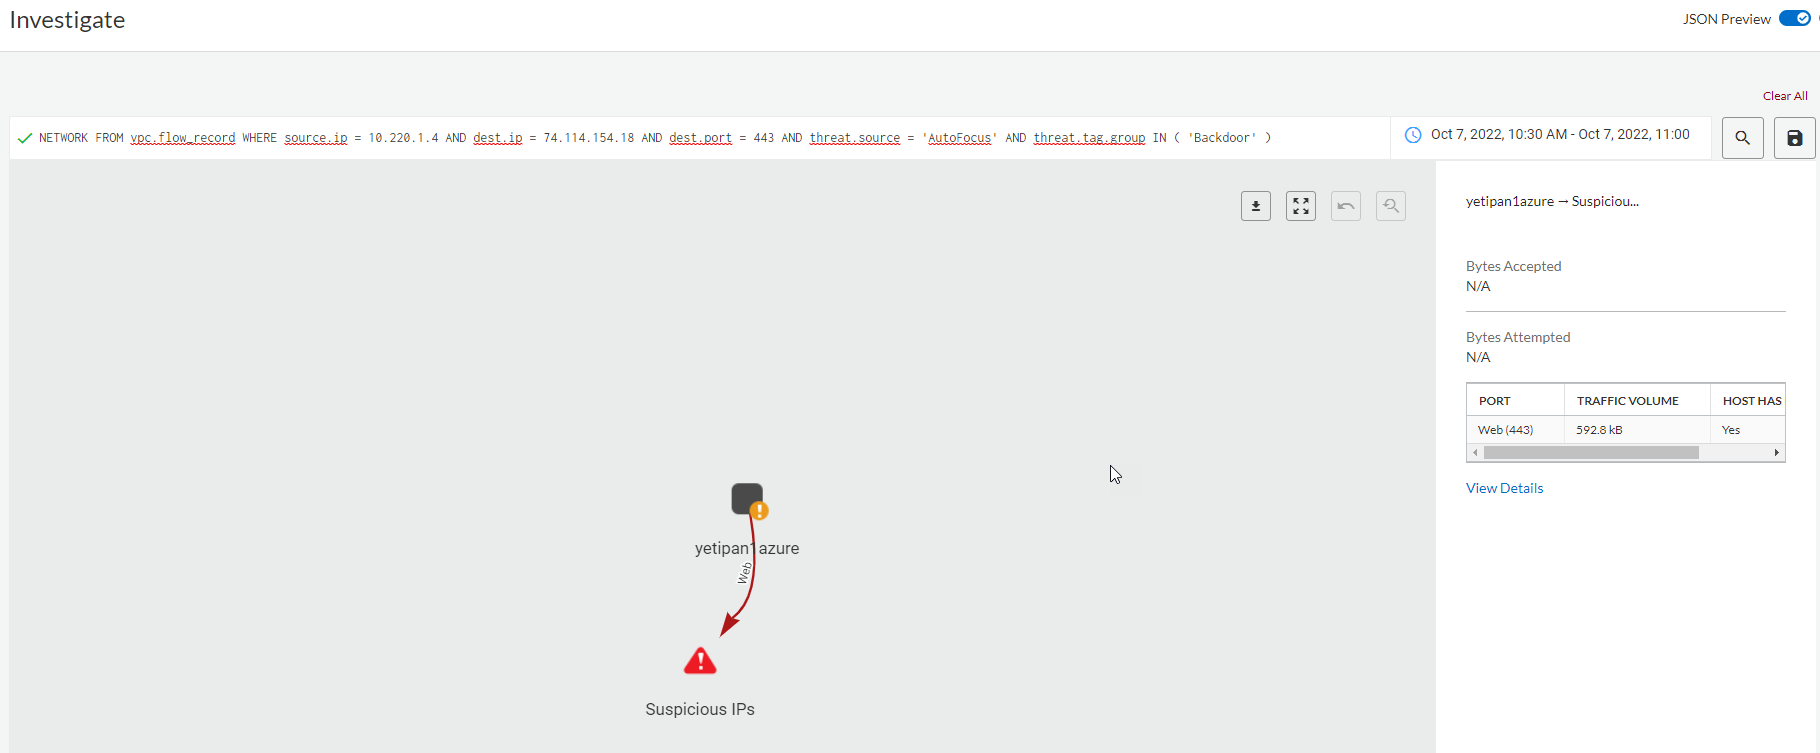 Investigate
JSON Preview
Clear All
NETWORK FROM vpc.flow_record WHERE source.ip = 10.220.1.4 AND dest.ip = 74.114.154.18 AND dest.port = 443 AND threat.source = 'AutoFocus' AND threat.tag.group IN ( 'Backdoor' )
Oct 7, 2022, 10:30 AM - Oct 7, 2022, 11:00
yetipan1azure → Suspiciou...
Bytes Accepted
N/A
Bytes Attempted
N/A
PORT TRAFFIC VOLUME HOST HAS
Web (443) 592.8 kB Yes
View Details
yetipan1azure
Web
Suspicious IPs